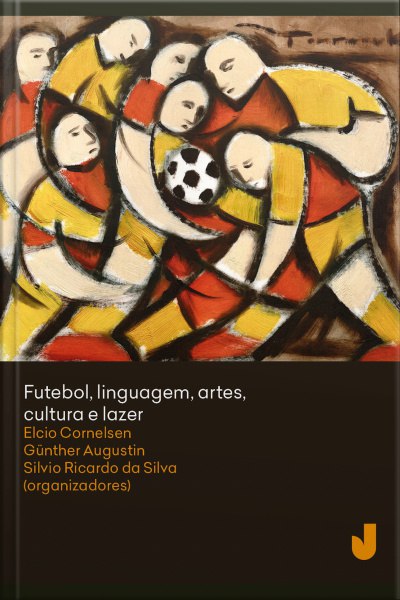 Futebol, linguagem, artes,
cultura e lazer
Elcio Cornelsen
Günther Augustin
Silvio Ricardo da Silva
(organizadores)